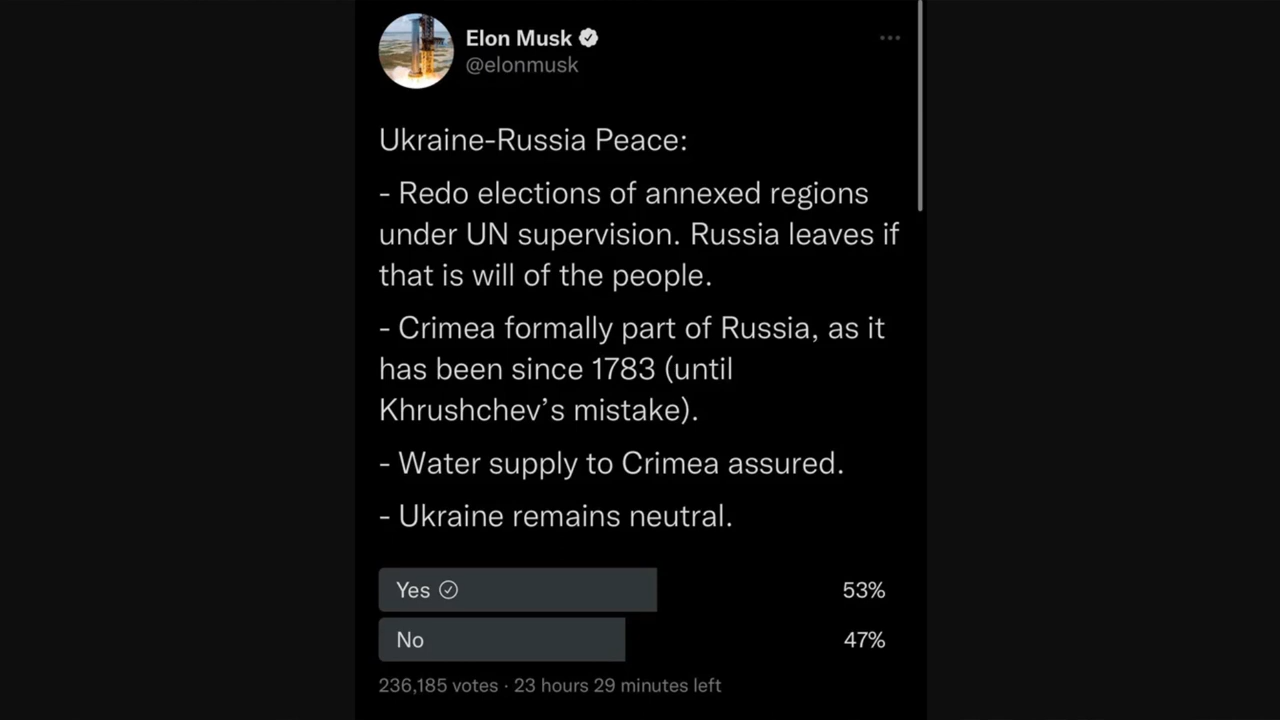 Elon Musk
@elonmusk
Ukraine-Russia Peace:
- Redo elections of annexed regions
under UN supervision. Russia leaves if
that is will of the people.
- Crimea formally part of Russia, as it
has been since 1783 (until
Khrushchev’s mistake).
- Water supply to Crimea assured.
- Ukraine remains neutral.
Yes 53%
No 47%
236,185 votes · 23 hours 29 minutes left